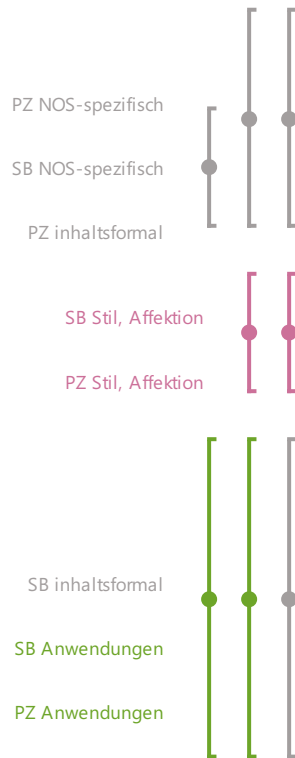 PZ NOS-spezifisch
SB NOS-spezifisch
PZ inhaltsformal
SB Stil, Affektion
PZ Stil, Affektion
SB inhaltsformal
SB Anwendungen
PZ Anwendungen